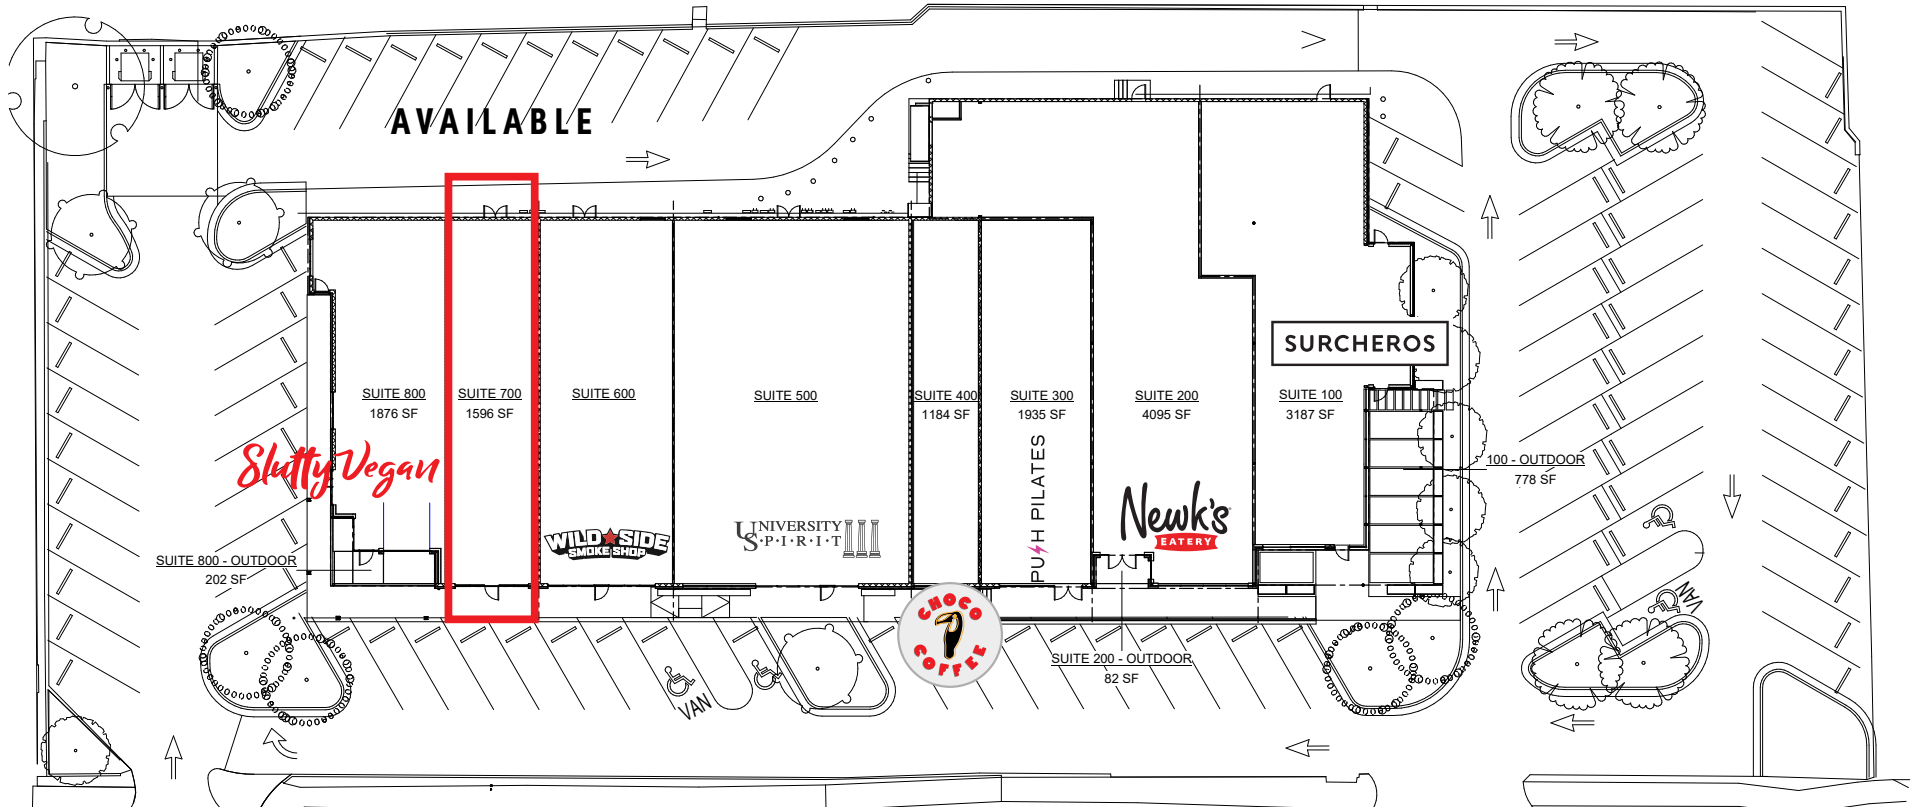 AVAILABLE
SURCHEROS
SUITE 800
1876 SF
SUITE 700
1596 SF
SUITE 600
SUITE 500
SUITE 400
1184 SF
SUITE 300
1935 SF
SUITE 200
4095 SF
SUITE 100
3187 SF
Slutty Vegan
WILD SIDE
SMOKE SHOP
UNIVERSITY
S·P·I·R·I·T
PUSH PILATES
Newk's
EATERY
100 - OUTDOOR
778 SF
SUITE 800 - OUTDOOR
202 SF
CHOCO
COFFEE
SUITE 200 - OUTDOOR
82 SF
VAN
VAN